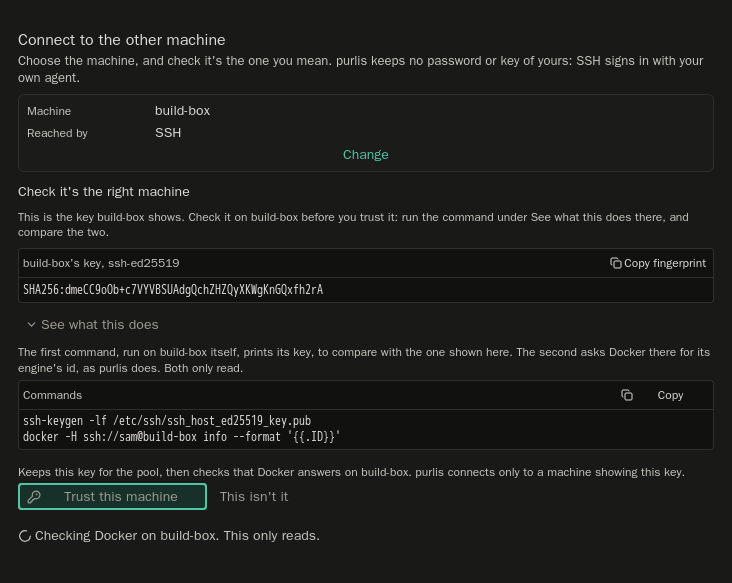 Connect to the other machine
Choose the machine, and check it's the one you mean. purlis keeps no password or key of yours: SSH signs in with your
own agent.
Machine build-box
Reached by SSH
Change
Check it's the right machine
This is the key build-box shows. Check it on build-box before you trust it: run the command under See what this does there, and
compare the two.
build-box's key, ssh-ed25519 Copy fingerprint
SHA256:dmeCC9oOb+c7VYVBSUAdgQchZHZQyXKWgKnGQxfh2rA
See what this does
The first command, run on build-box itself, prints its key, to compare with the one shown here. The second asks Docker there for its
engine's id, as purlis does. Both only read.
Commands Copy
ssh-keygen -lf /etc/ssh/ssh_host_ed25519_key.pub
docker -H ssh://sam@build-box info --format '{{.ID}}'
Keeps this key for the pool, then checks that Docker answers on build-box. purlis connects only to a machine showing this key.
Trust this machine This isn't it
Checking Docker on build-box. This only reads.